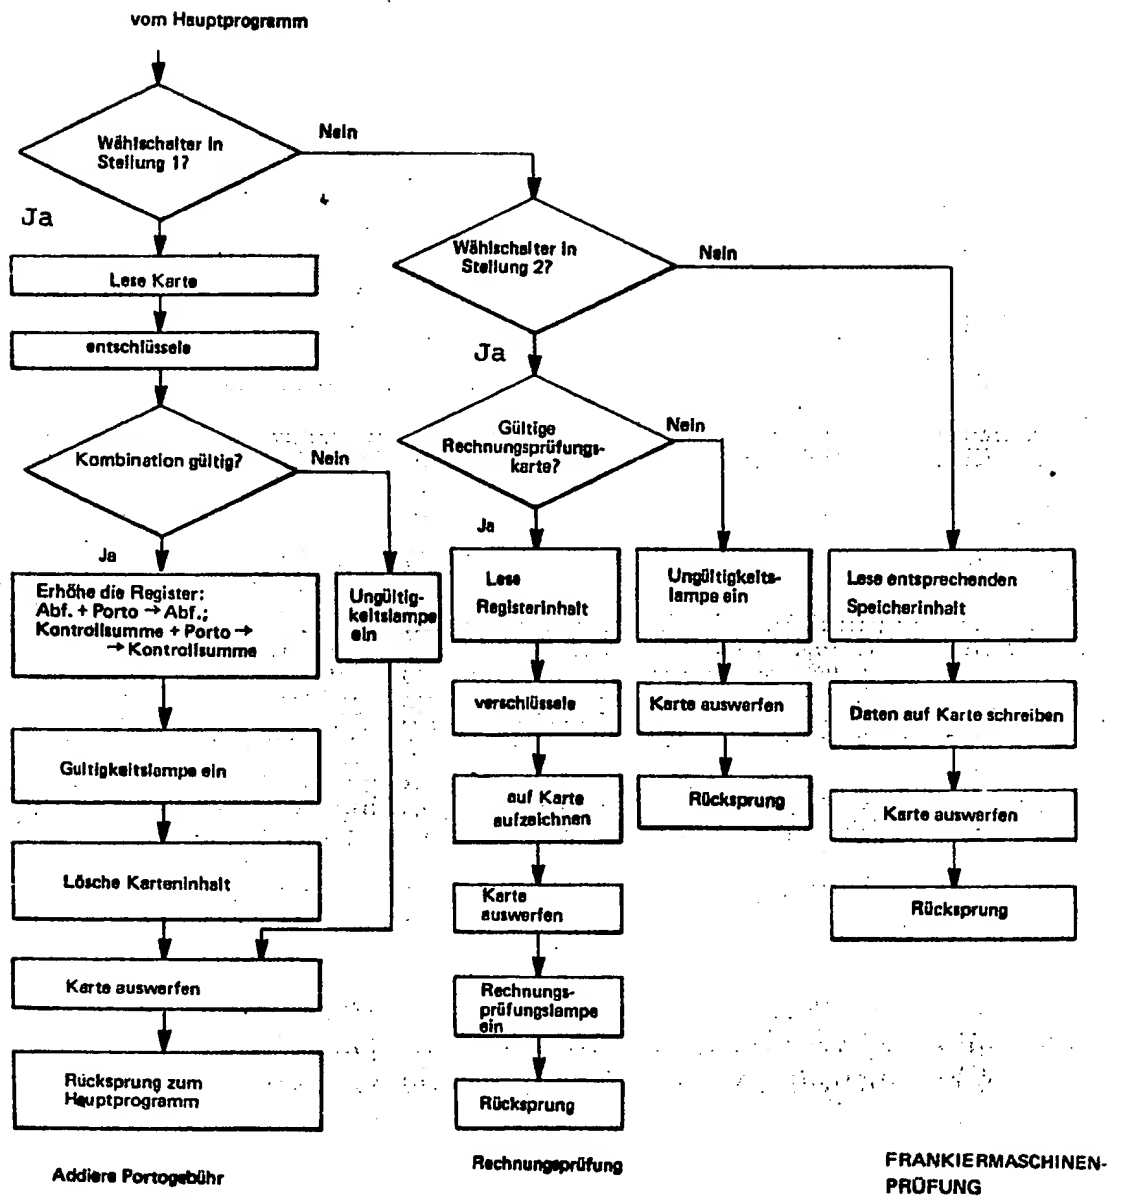 vom Hauptprogramm
Wählschalter in
Stellung 1?
Nein
Ja
Lese Karte
entschlüssele
Kombination gültig?
Nein
Ja
Erhöhe die Register:
Abf. + Porto → Abf.;
Kontrollsumme + Porto →
→ Kontrollsumme
Ungültig-
keitslampe
ein
Gultigkeitslampe ein
Lösche Karteninhalt
Karte auswerfen
Rücksprung zum
Hauptprogramm
Addiere Portogebühr
Wählschalter in
Stellung 2?
Nein
Ja
Gültige
Rechnungsprüfungs-
karte?
Nein
Ja
Lese
Registerinhalt
verschlüssele
auf Karte
aufzeichnen
Karte
auswerfen
Rechnungs-
prüfungslampe
ein
Rücksprung
Rechnungsprüfung
Ungültigkeits-
lampe ein
Karte auswerfen
Rücksprung
Lese entsprechenden
Speicherinhalt
Daten auf Karte schreiben
Karte auswerfen
Rücksprung
FRANKIERMASCHINEN-
PRÜFUNG